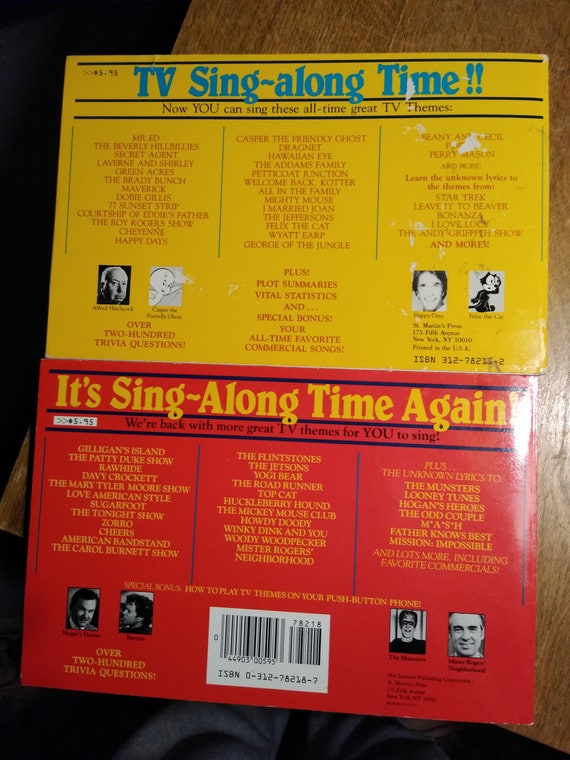 >>$5.95
TV Sing~along Time!!
Now YOU can sing these all-time great TV Themes:
MR. ED
THE BEVERLY HILLBILLIES
SECRET AGENT
LAVERNE AND SHIRLEY
GREEN ACRES
THE BRADY BUNCH
MAVERICK
DOBIE GILLIS
77 SUNSET STRIP
COURTSHIP OF EDDIE'S FATHER
THE ROY ROGERS SHOW
CHEYENNE
HAPPY DAYS
CASPER THE FRIENDLY GHOST
DRAGNET
HAWAIIAN EYE
THE ADDAMS FAMILY
PETTICOAT JUNCTION
WELCOME BACK, KOTTER
ALL IN THE FAMILY
MIGHTY MOUSE
I MARRIED JOAN
THE JEFFERSONS
FELIX THE CAT
WYATT EARP
GEORGE OF THE JUNGLE
BEANY AND CECIL
PERRY MASON
AND MORE!
Learn the unknown lyrics to
the themes from:
STAR TREK
LEAVE IT TO BEAVER
BONANZA
I LOVE LUCY
THE ANDY GRIFFITH SHOW
AND MORE!!
Alfred Hitchcock
Casper the
Friendly Ghost
OVER
TWO-HUNDRED
TRIVIA QUESTIONS!
PLUS!
PLOT SUMMARIES
VITAL STATISTICS
AND . . .
SPECIAL BONUS!
YOUR
ALL-TIME FAVORITE
COMMERCIAL SONGS!
Happy Days
Felix the Cat
St. Martin's Press
175 Fifth Avenue
New York, NY 10010
Printed in the U.S.A.
ISBN 312-78215-2
It's Sing~Along Time Again!
>>$5.95
We're back with more great TV themes for YOU to sing!
GILLIGAN'S ISLAND
THE PATTY DUKE SHOW
RAWHIDE
DAVY CROCKETT
THE MARY TYLER MOORE SHOW
LOVE AMERICAN STYLE
SUGARFOOT
THE TONIGHT SHOW
ZORRO
CHEERS
AMERICAN BANDSTAND
THE CAROL BURNETT SHOW
THE FLINTSTONES
THE JETSONS
YOGI BEAR
THE ROAD RUNNER
TOP CAT
HUCKLEBERRY HOUND
THE MICKEY MOUSE CLUB
HOWDY DOODY
WINKY DINK AND YOU
WOODY WOODPECKER
MISTER ROGERS'
NEIGHBORHOOD
PLUS . . .
THE UNKNOWN LYRICS TO
THE MUNSTERS
LOONEY TUNES
HOGAN'S HEROES
THE ODD COUPLE
M*A*S*H
FATHER KNOWS BEST
MISSION: IMPOSSIBLE
AND LOTS MORE, INCLUDING
FAVORITE COMMERCIALS!
SPECIAL BONUS: HOW TO PLAY TV THEMES ON YOUR PUSH-BUTTON PHONE!
Hogan's Heroes
Baretta
OVER
TWO-HUNDRED
TRIVIA QUESTIONS!
78218
0 44903 00595
ISBN 0-312-78218-7
The Munsters
Mister Rogers'
Neighborhood
Hal Leonard Publishing Corporation/
St. Martin's Press
175 Fifth Avenue
New York, NY 10010